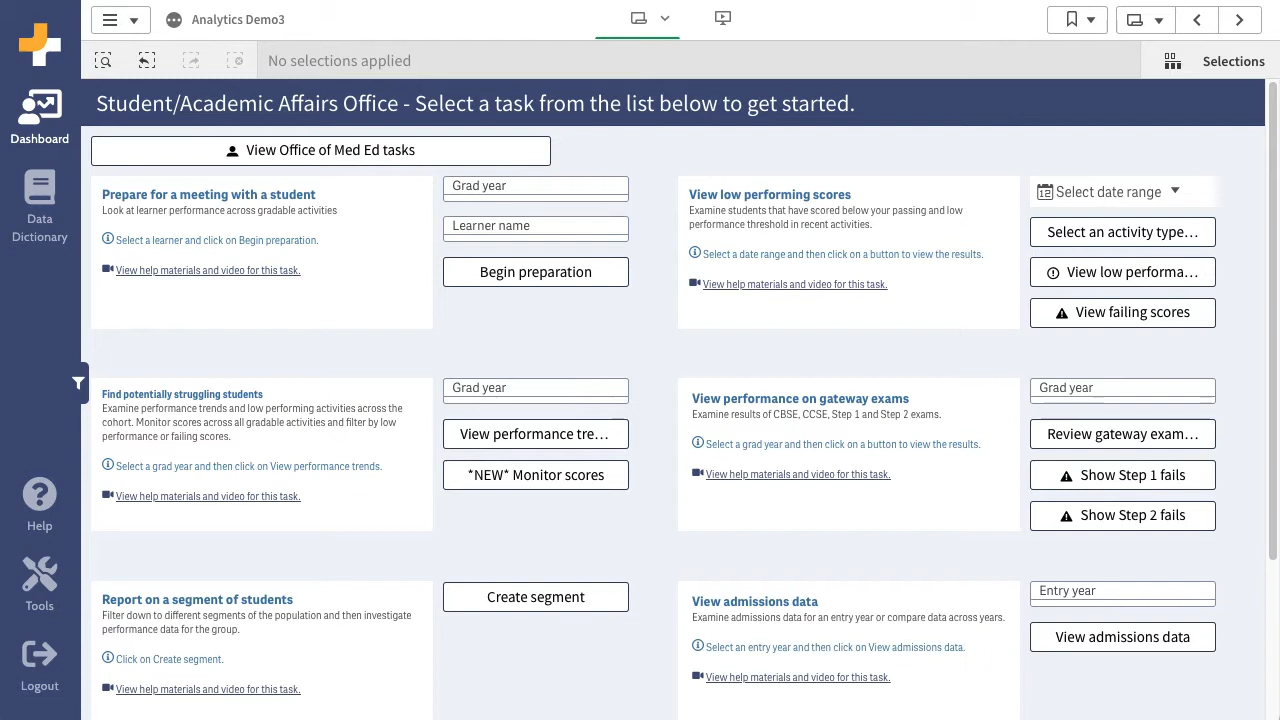 Analytics Demo3
No selections applied
Selections
Dashboard
Data
Dictionary
Help
Tools
Logout
Student/Academic Affairs Office - Select a task from the list below to get started.
View Office of Med Ed tasks
Prepare for a meeting with a student
Look at learner performance across gradable activities
Select a learner and click on Begin preparation.
View help materials and video for this task.
Grad year
Learner name
Begin preparation
View low performing scores
Examine students that have scored below your passing and low
performance threshold in recent activities.
Select a date range and then click on a button to view the results.
View help materials and video for this task.
12
Select date range
Select an activity type...
View low performa...
View failing scores
Find potentially struggling students
Examine performance trends and low performing activities across the
cohort. Monitor scores across all gradable activities and filter by low
performance or failing scores.
Select a grad year and then click on View performance trends.
View help materials and video for this task.
Grad year
View performance tre...
*NEW* Monitor scores
View performance on gateway exams
Examine results of CBSE, CCSE, Step 1 and Step 2 exams.
Select a grad year and then click on a button to view the results.
View help materials and video for this task.
Grad year
Review gateway exam...
Show Step 1 fails
Show Step 2 fails
Report on a segment of students
Filter down to different segments of the population and then investigate
performance data for the group.
Click on Create segment.
View help materials and video for this task.
Create segment
View admissions data
Examine admissions data for an entry year or compare data across years.
Select an entry year and then click on View admissions data.
View help materials and video for this task.
Entry year
View admissions data